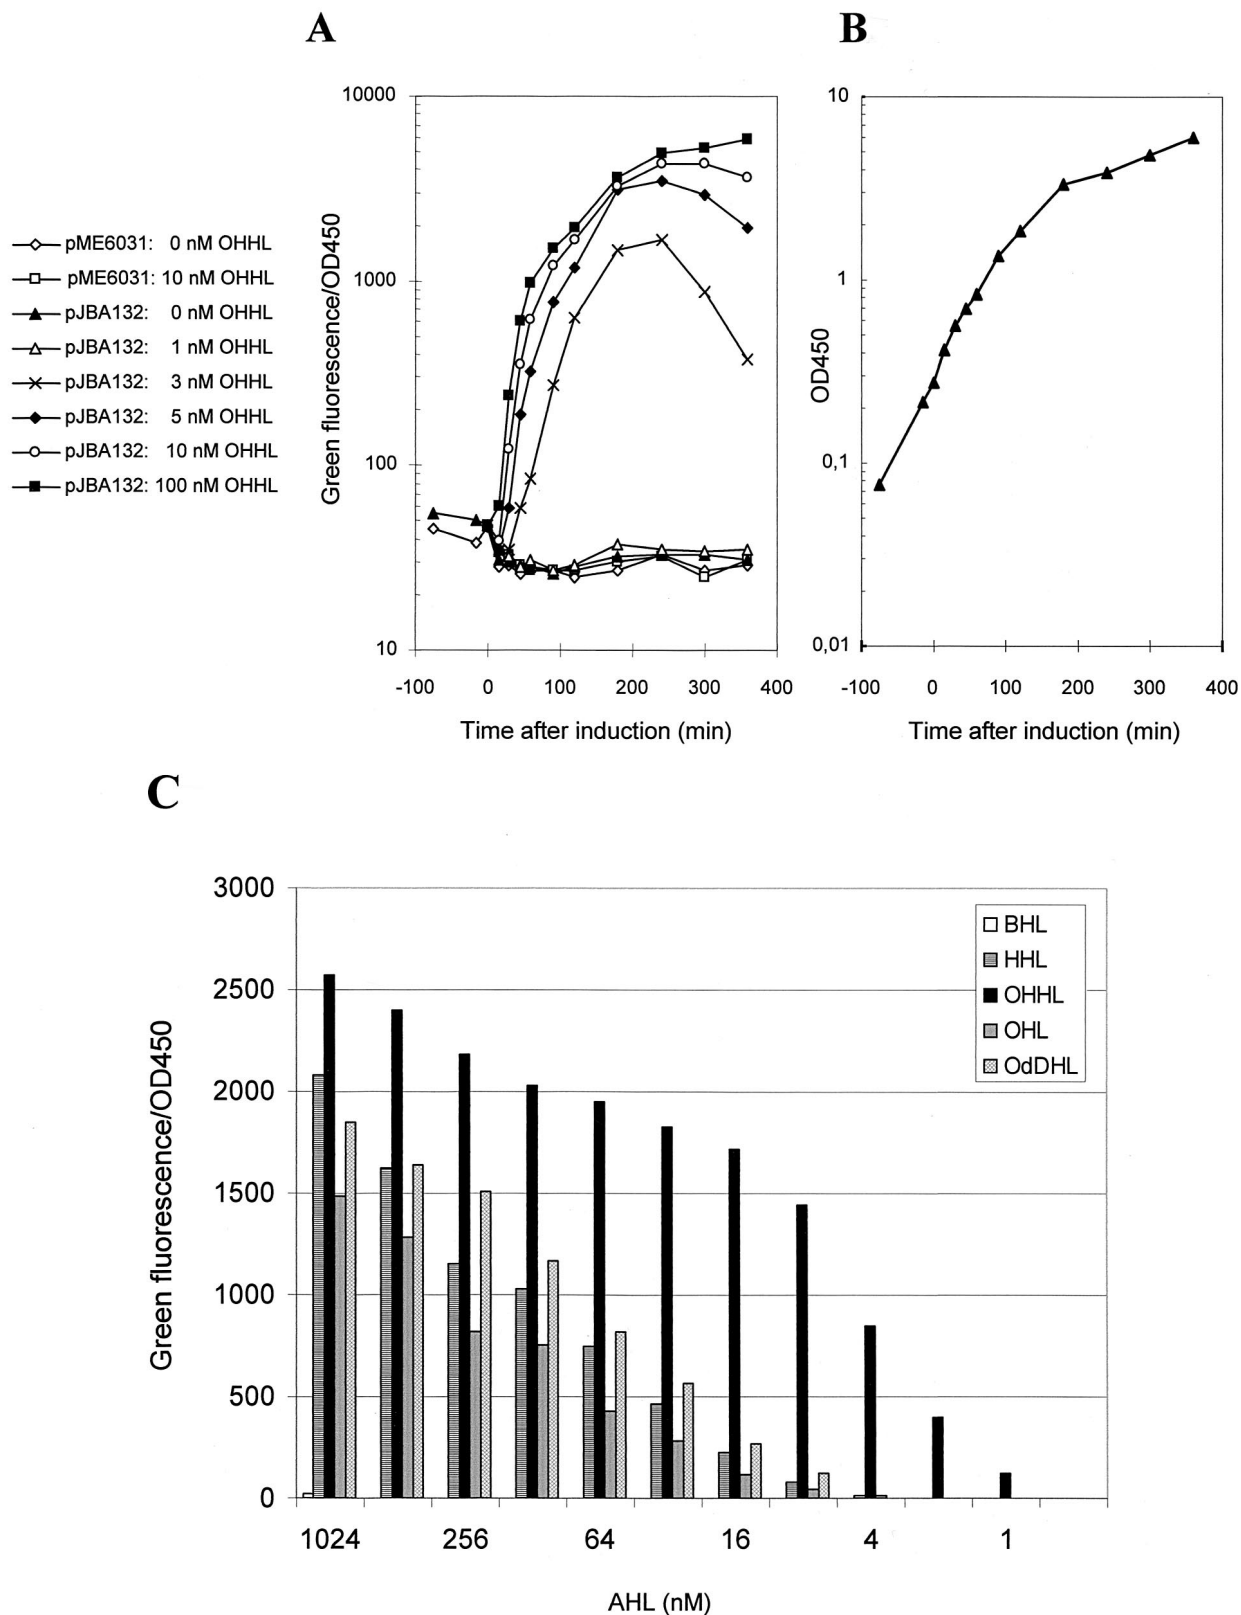 A
B
10000
1000
100
10
Green fluorescence/OD450
-100 0 100 200 300 400
Time after induction (min)
pME6031: 0 nM OHHL
pME6031: 10 nM OHHL
pJBA132: 0 nM OHHL
pJBA132: 1 nM OHHL
pJBA132: 3 nM OHHL
pJBA132: 5 nM OHHL
pJBA132: 10 nM OHHL
pJBA132: 100 nM OHHL
10
1
0,1
0,01
OD450
-100 0 100 200 300 400
Time after induction (min)
C
3000
2500
2000
1500
1000
500
0
Green fluorescence/OD450
BHL
HHL
OHHL
OHL
OdDHL
1024 256 64 16 4 1
AHL (nM)